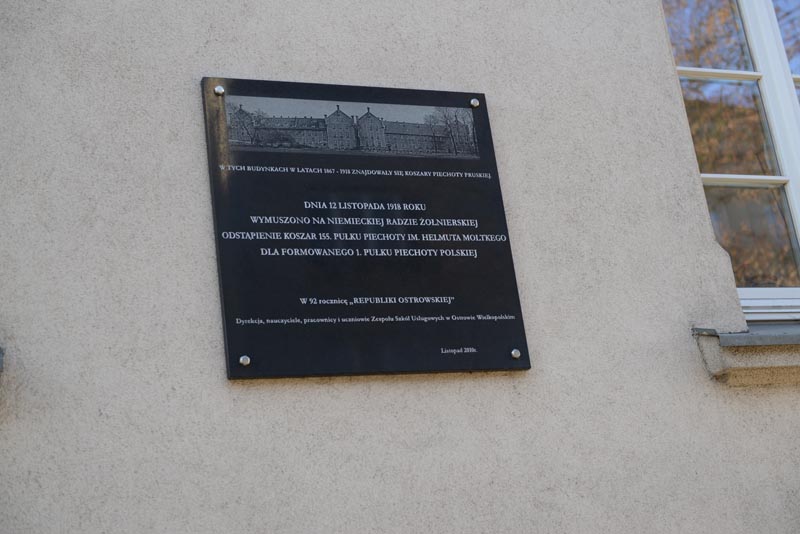 W TYCH BUDYNKACH W LATACH 1867 - 1918 ZNAJDOWAŁY SIĘ KOSZARY PIECHOTY PRUSKIEJ.
DNIA 12 LISTOPADA 1918 ROKU
WYMUSZONO NA NIEMIECKIEJ RADZIE ŻOŁNIERSKIEJ
ODSTĄPIENIE KOSZAR 155. PUŁKU PIECHOTY IM. HELMUTA MOLTKEGO
DLA FORMOWANEGO 1. PUŁKU PIECHOTY POLSKIEJ
W 92 rocznicę „REPUBLIKI OSTROWSKIEJ”
Dyrekcja, nauczyciele, pracownicy i uczniowie Zespołu Szkół Usługowych w Ostrowie Wielkopolskim
Listopad 2010r.